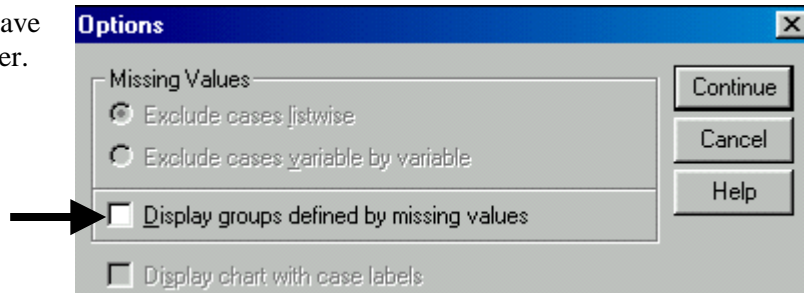 ave
er.
Options
Missing Values
Exclude cases listwise
Exclude cases variable by variable
Display groups defined by missing values
Display chart with case labels
Continue
Cancel
Help